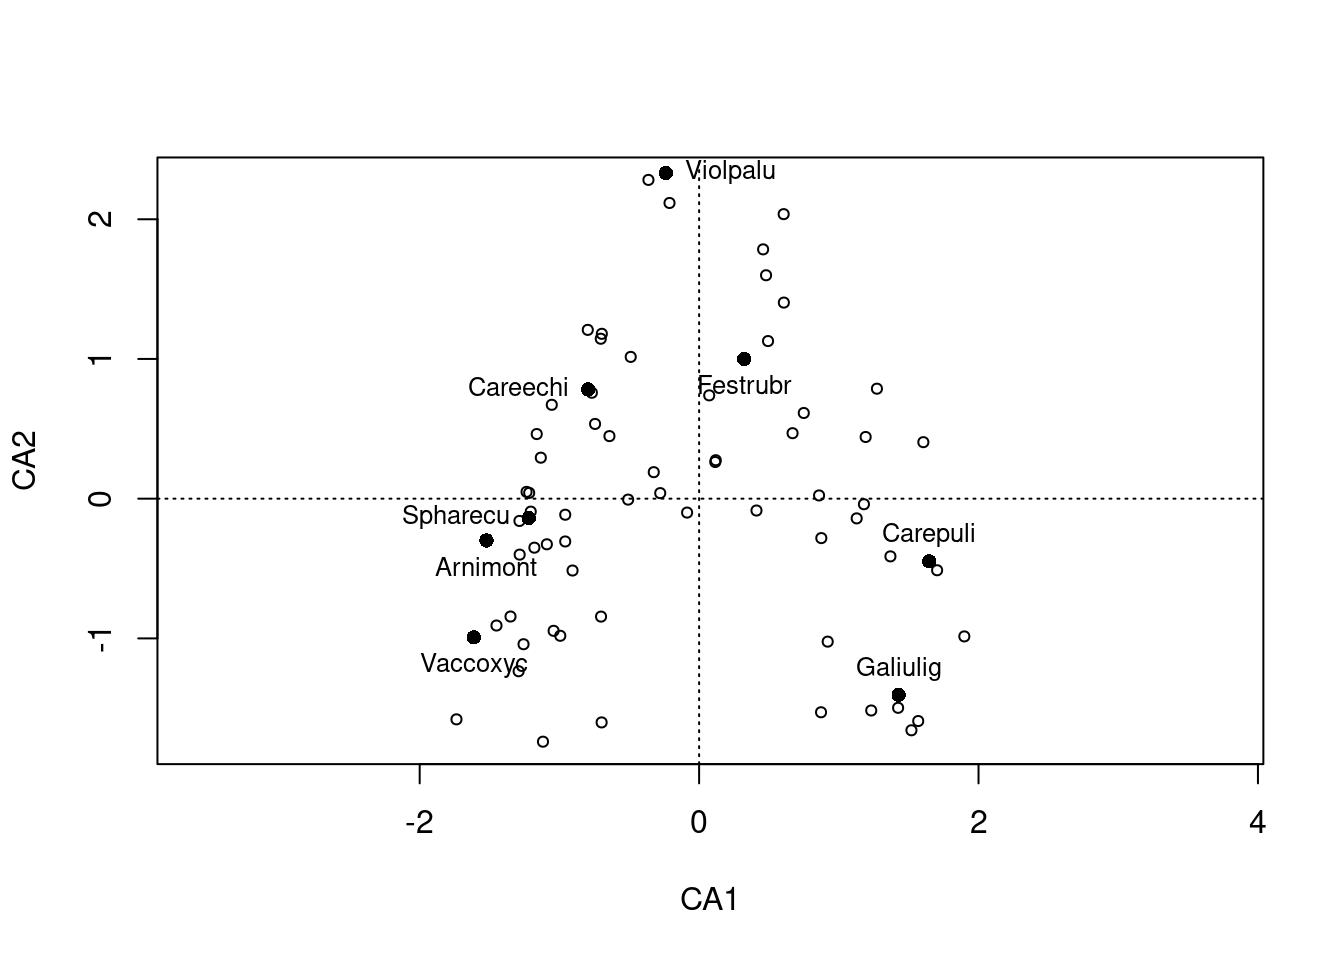 Violpalu
2
1
Festrubr
Careechi
CA2
0
Spharecu
Carepuli
Arnimont
-1
Vaccoxyc
Galiulig
-2
0
2
4
CA1